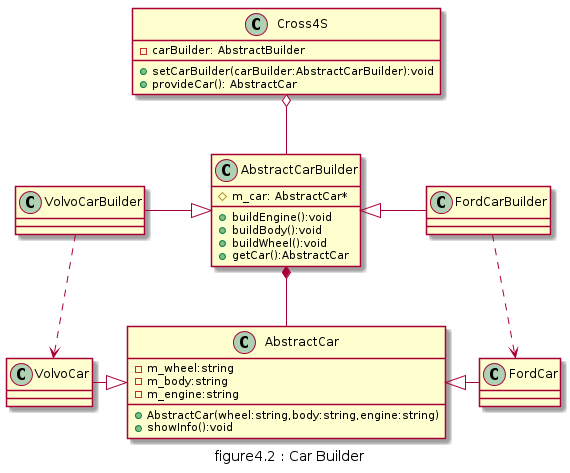 Cross4S
carBuilder: AbstractBuilder
setCarBuilder(carBuilder:AbstractCarBuilder):void
provideCar(): AbstractCar
AbstractCarBuilder
m_car: AbstractCar*
buildEngine():void
buildBody():void
buildWheel():void
getCar():AbstractCar
VolvoCarBuilder
FordCarBuilder
AbstractCar
m_wheel:string
m_body:string
m_engine:string
AbstractCar(wheel:string,body:string,engine:string)
showInfo():void
VolvoCar
FordCar
figure4.2 : Car Builder